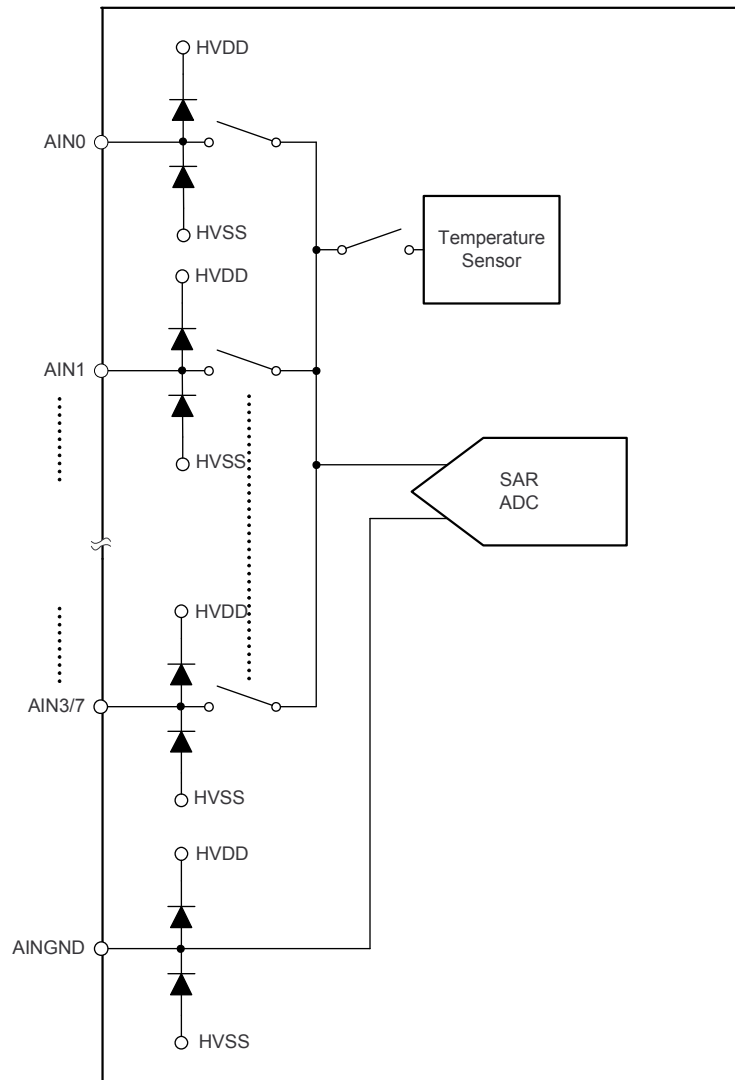 HVDD
AIN0
HVSS
Temperature
Sensor
HVDD
AIN1
HVSS
SAR
ADC
HVDD
AIN3/7
HVSS
HVDD
AINGND
HVSS